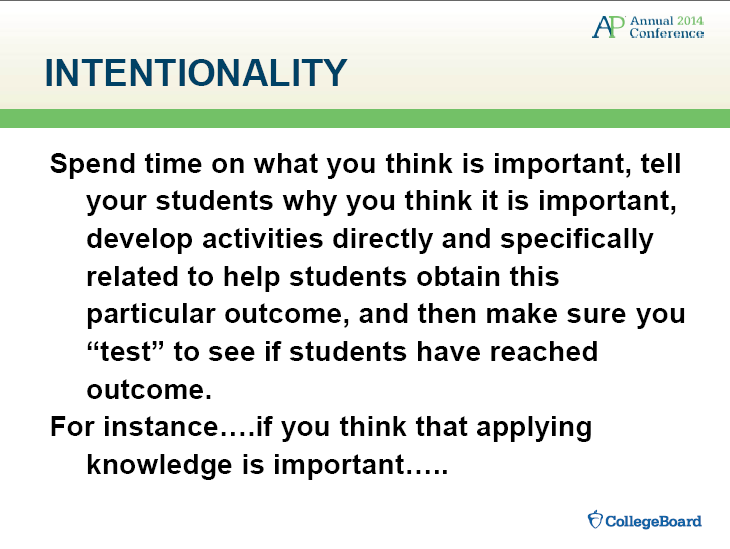 AP Annual 2014
Conference
INTENTIONALITY
Spend time on what you think is important, tell
your students why you think it is important,
develop activities directly and specifically
related to help students obtain this
particular outcome, and then make sure you
“test” to see if students have reached
outcome.
For instance….if you think that applying
knowledge is important…..
CollegeBoard